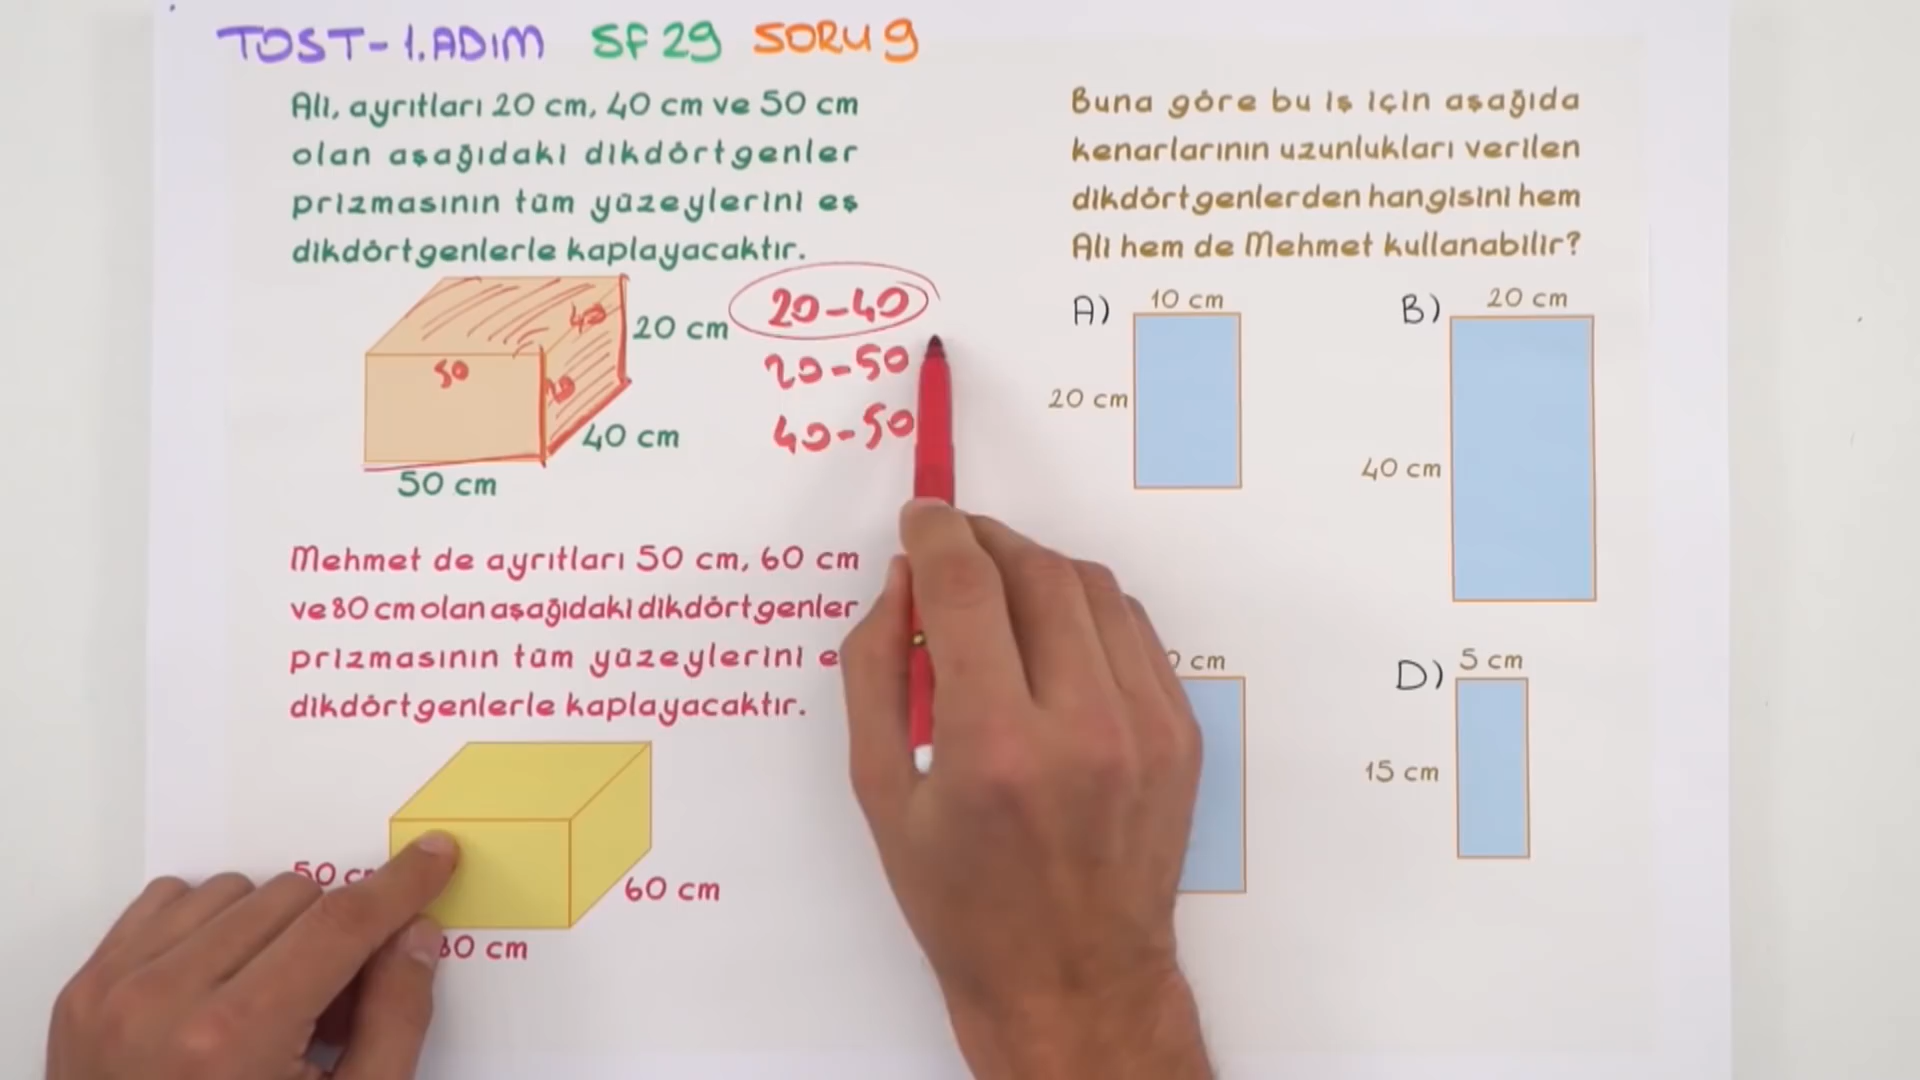 TOST-1.ADIM SF 29 SORU 9
Ali, ayrıtları 20 cm, 40 cm ve 50 cm
olan aşağıdaki dikdörtgenler
prizmasının tüm yüzeylerini eş
dikdörtgenlerle kaplayacaktır.
50
40
20
20 cm
40 cm
50 cm
20-40
20-50
40-50
Mehmet de ayrıtları 50 cm, 60 cm
ve 80 cm olan aşağıdaki dikdörtgenler
prizmasının tüm yüzeylerini
dikdörtgenlerle kaplayacaktır.
60 cm
cm
Buna göre bu iş için aşağıda
kenarlarının uzunlukları verilen
dikdörtgenlerden hangisini hem
Ali hem de Mehmet kullanabilir?
A) 10 cm
20 cm
B) 20 cm
40 cm
cm
D) 5 cm
15 cm